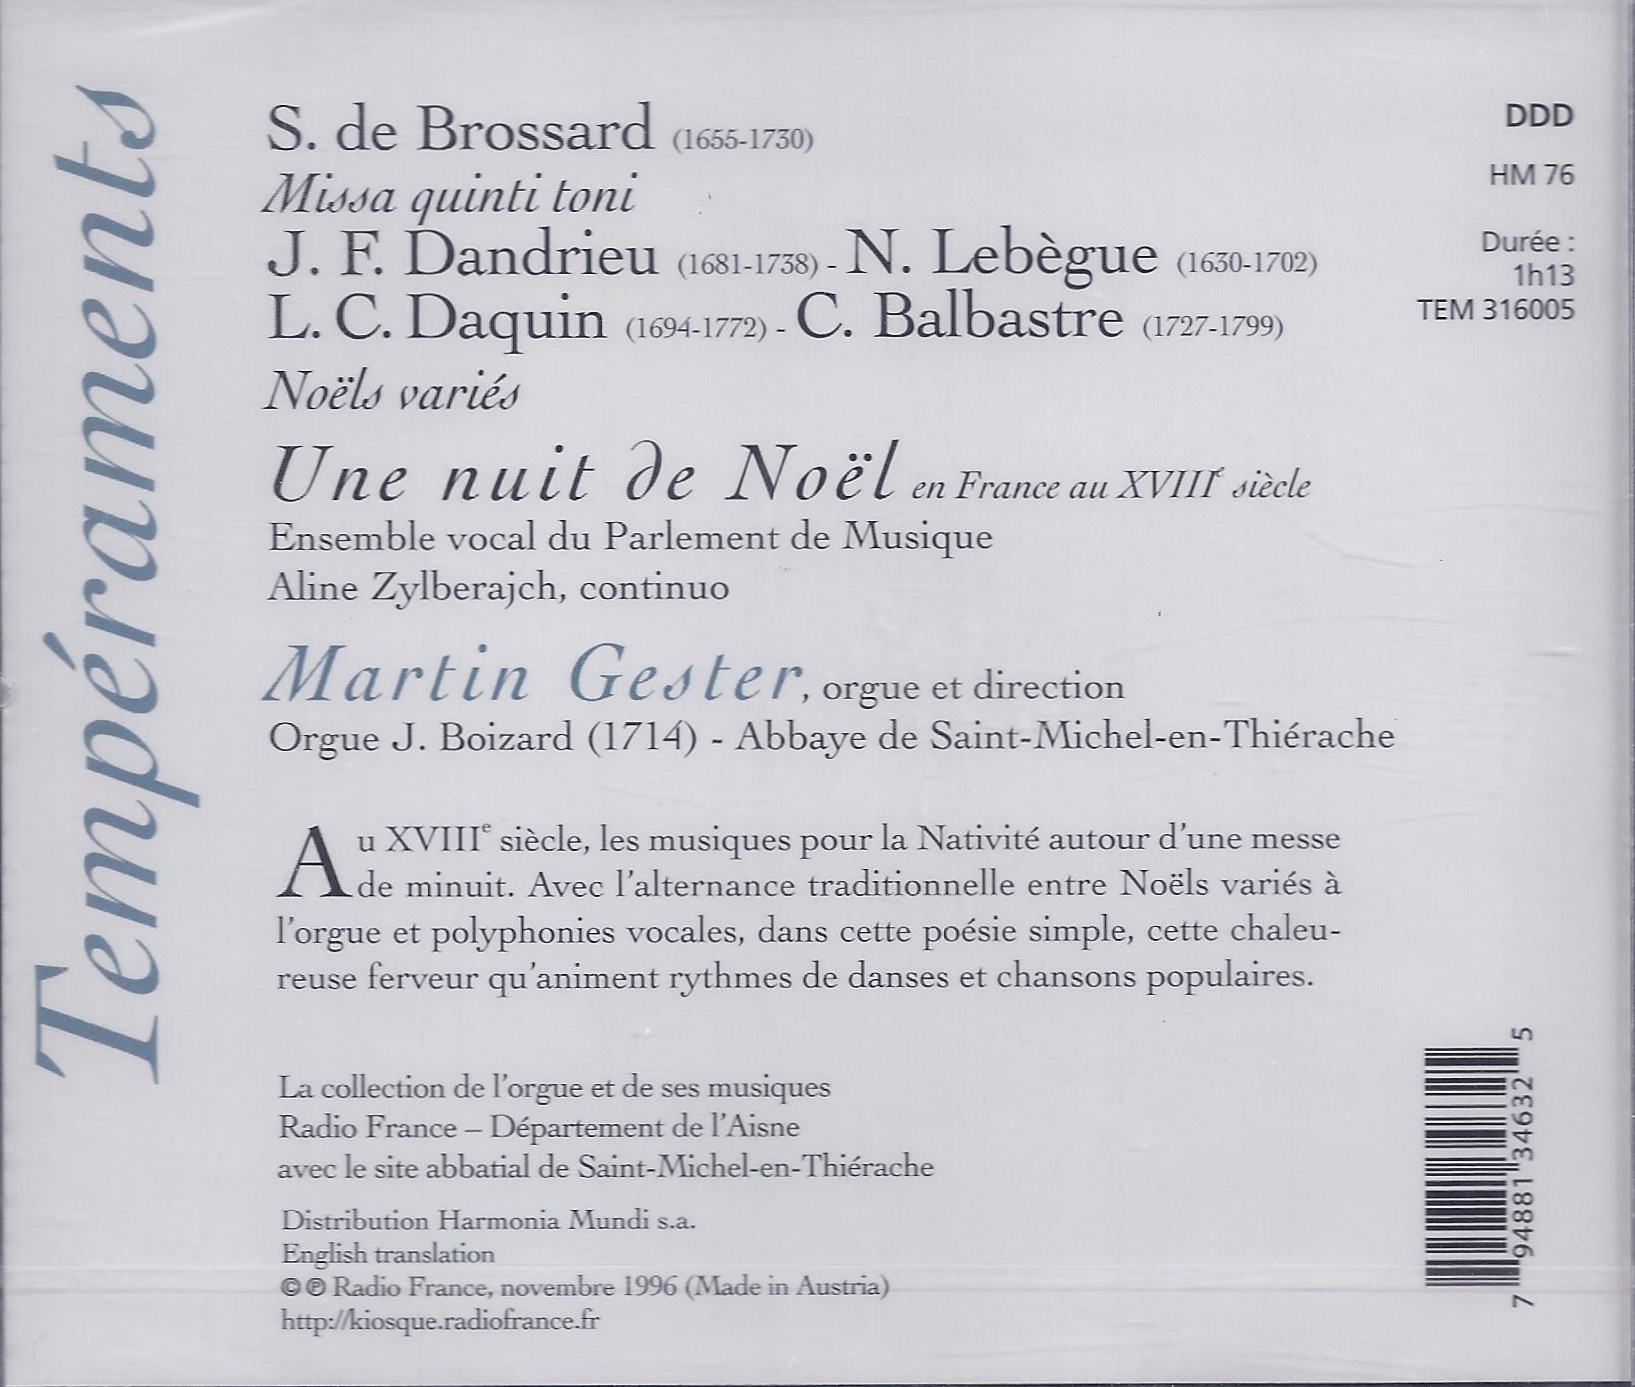 Tempéraments
S. de Brossard (1655-1730)
Missa quinti toni
J. F. Dandrieu (1681-1738) - N. Lebègue (1630-1702)
L. C. Daquin (1694-1772) - C. Balbastre (1727-1799)
Noëls variés
Une nuit de Noël en France au XVIIIe siècle
Ensemble vocal du Parlement de Musique
Aline Zylberajch, continuo
Martin Gester, orgue et direction
Orgue J. Boizard (1714) - Abbaye de Saint-Michel-en-Thiérache
Au XVIIIe siècle, les musiques pour la Nativité autour d'une messe
de minuit. Avec l'alternance traditionnelle entre Noëls variés à
l'orgue et polyphonies vocales, dans cette poésie simple, cette chaleu-
reuse ferveur qu'animent rythmes de danses et chansons populaires.
La collection de l'orgue et de ses musiques
Radio France – Département de l'Aisne
avec le site abbatial de Saint-Michel-en-Thiérache
Distribution Harmonia Mundi s.a.
English translation
©℗ Radio France, novembre 1996 (Made in Austria)
http://kiosque.radiofrance.fr
DDD
HM 76
Durée :
1h13
TEM 316005
7 94881 34632 5